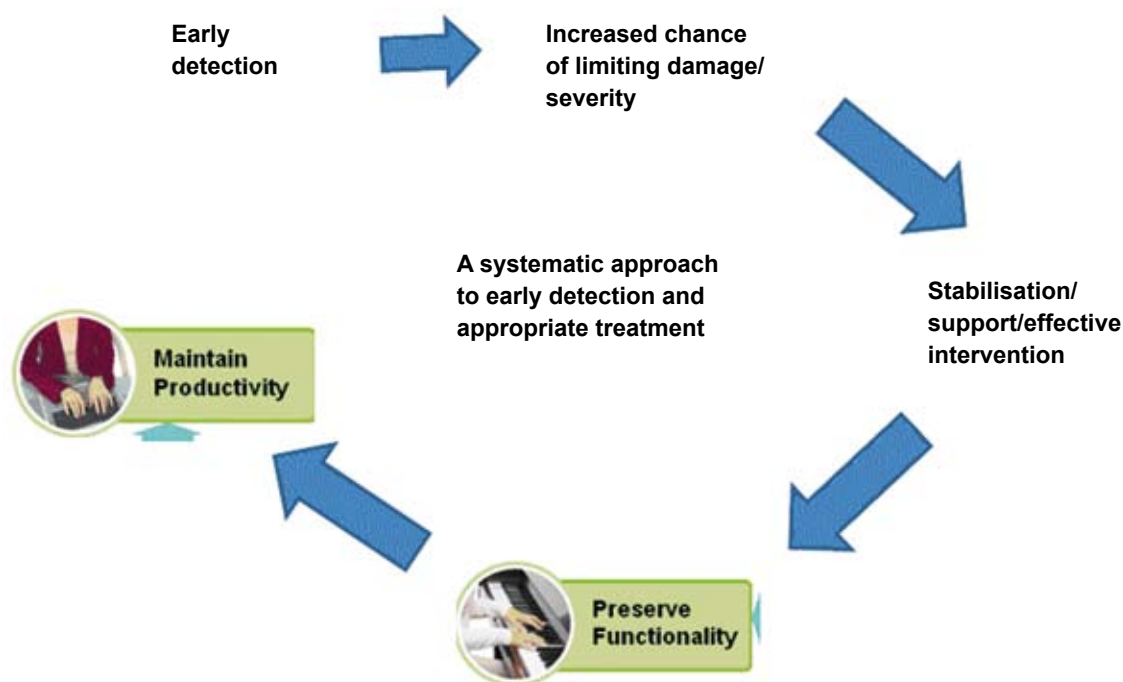 Early
detection
Increased chance
of limiting damage/
severity
A systematic approach
to early detection and
appropriate treatment
Stabilisation/
support/effective
intervention
Maintain
Productivity
Preserve
Functionality